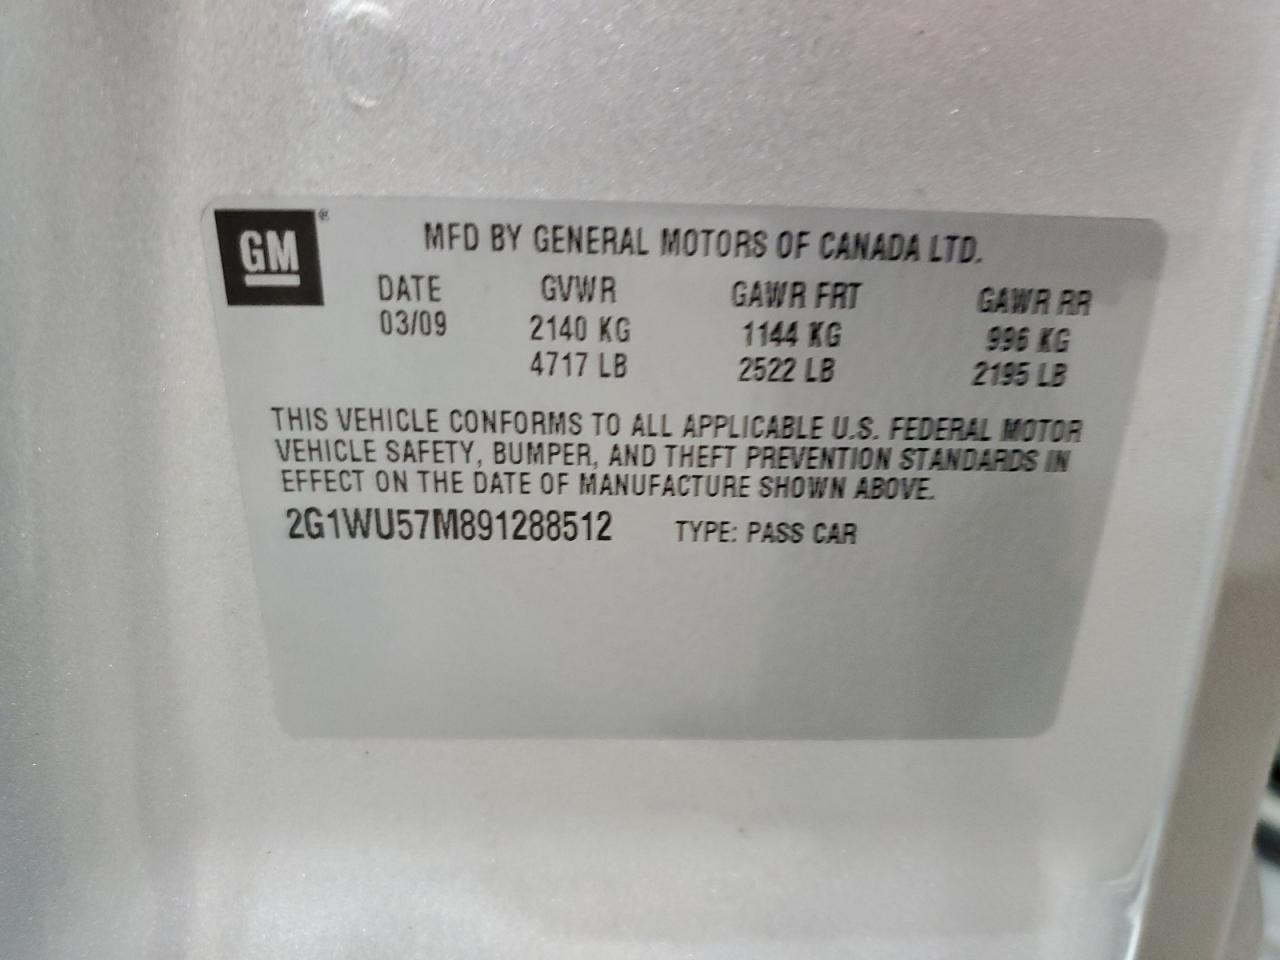 GM ®
MFD BY GENERAL MOTORS OF CANADA LTD.
DATE GVWR GAWR FRT GAWR RR
03/09 2140 KG 1144 KG 996 KG
4717 LB 2522 LB 2195 LB
THIS VEHICLE CONFORMS TO ALL APPLICABLE U.S. FEDERAL MOTOR
VEHICLE SAFETY, BUMPER, AND THEFT PREVENTION STANDARDS IN
EFFECT ON THE DATE OF MANUFACTURE SHOWN ABOVE.
2G1WU57M891288512 TYPE: PASS CAR